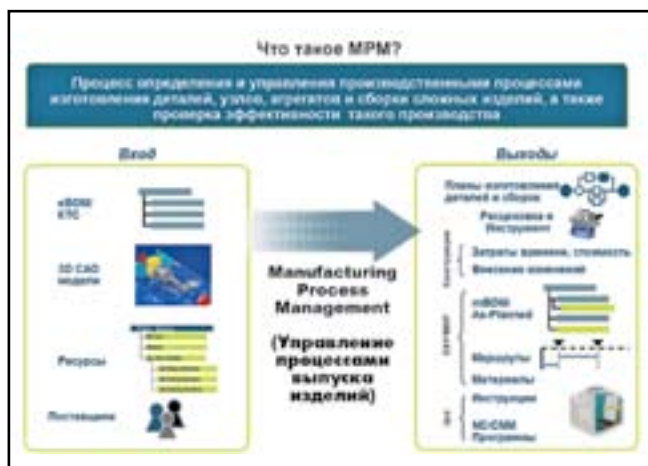 Что такое MPM?
Процесс определения и управления производственными процессами
изготовления деталей, узлов, агрегатов и сборки сложных изделий, а также
проверка эффективности такого производства
Вход
eBOM/
КТС
3D CAD
модели
Ресурсы
Поставщики
Manufacturing
Process
Management
(Управление
процессами
выпуска
изделий)
Выходы
Планы изготовления
деталей и сборок
Расцеховка и
Инструмент
Затраты времени, стоимость
Внесения изменений
mBOM/
As-Planned
Маршруты
Материалы
Инструкции
NC/CMM
Программы